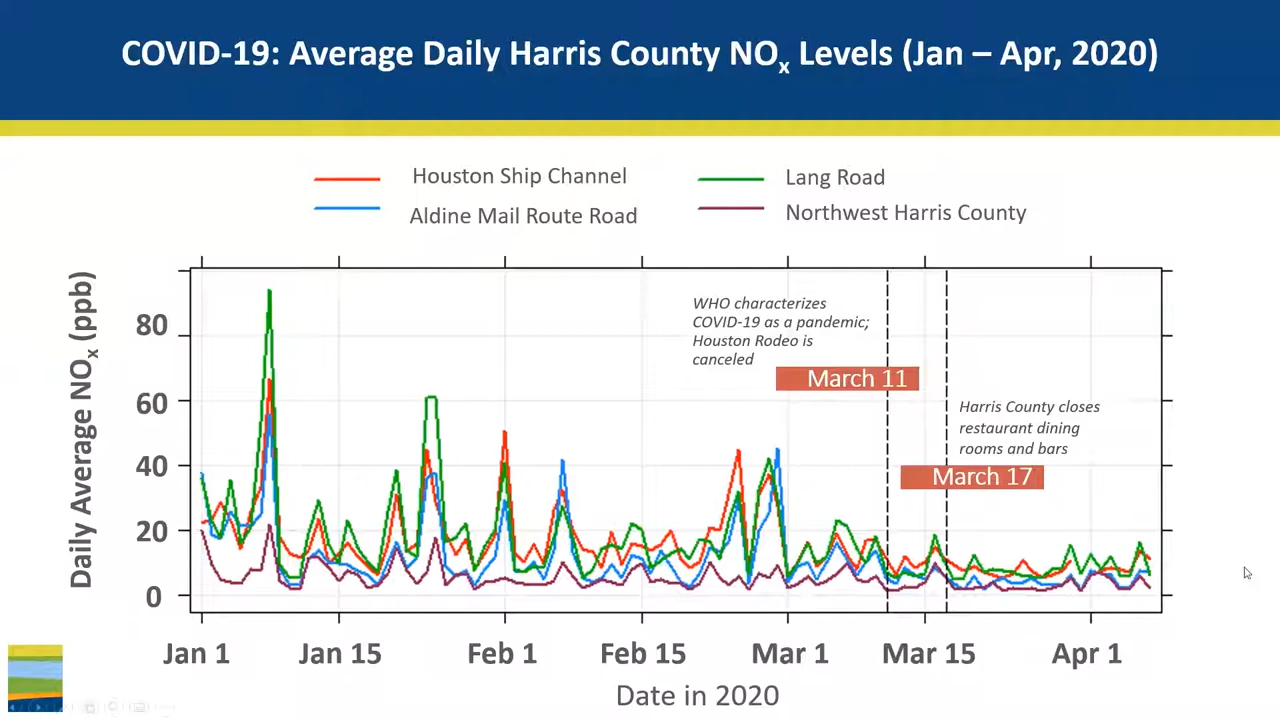 COVID-19: Average Daily Harris County NOx Levels (Jan – Apr, 2020)
Houston Ship Channel
Lang Road
Aldine Mail Route Road
Northwest Harris County
Daily Average NOx (ppb)
80
60
40
20
0
WHO characterizes
COVID-19 as a pandemic;
Houston Rodeo is
canceled
March 11
Harris County closes
restaurant dining
rooms and bars
March 17
Jan 1
Jan 15
Feb 1
Feb 15
Mar 1
Mar 15
Apr 1
Date in 2020